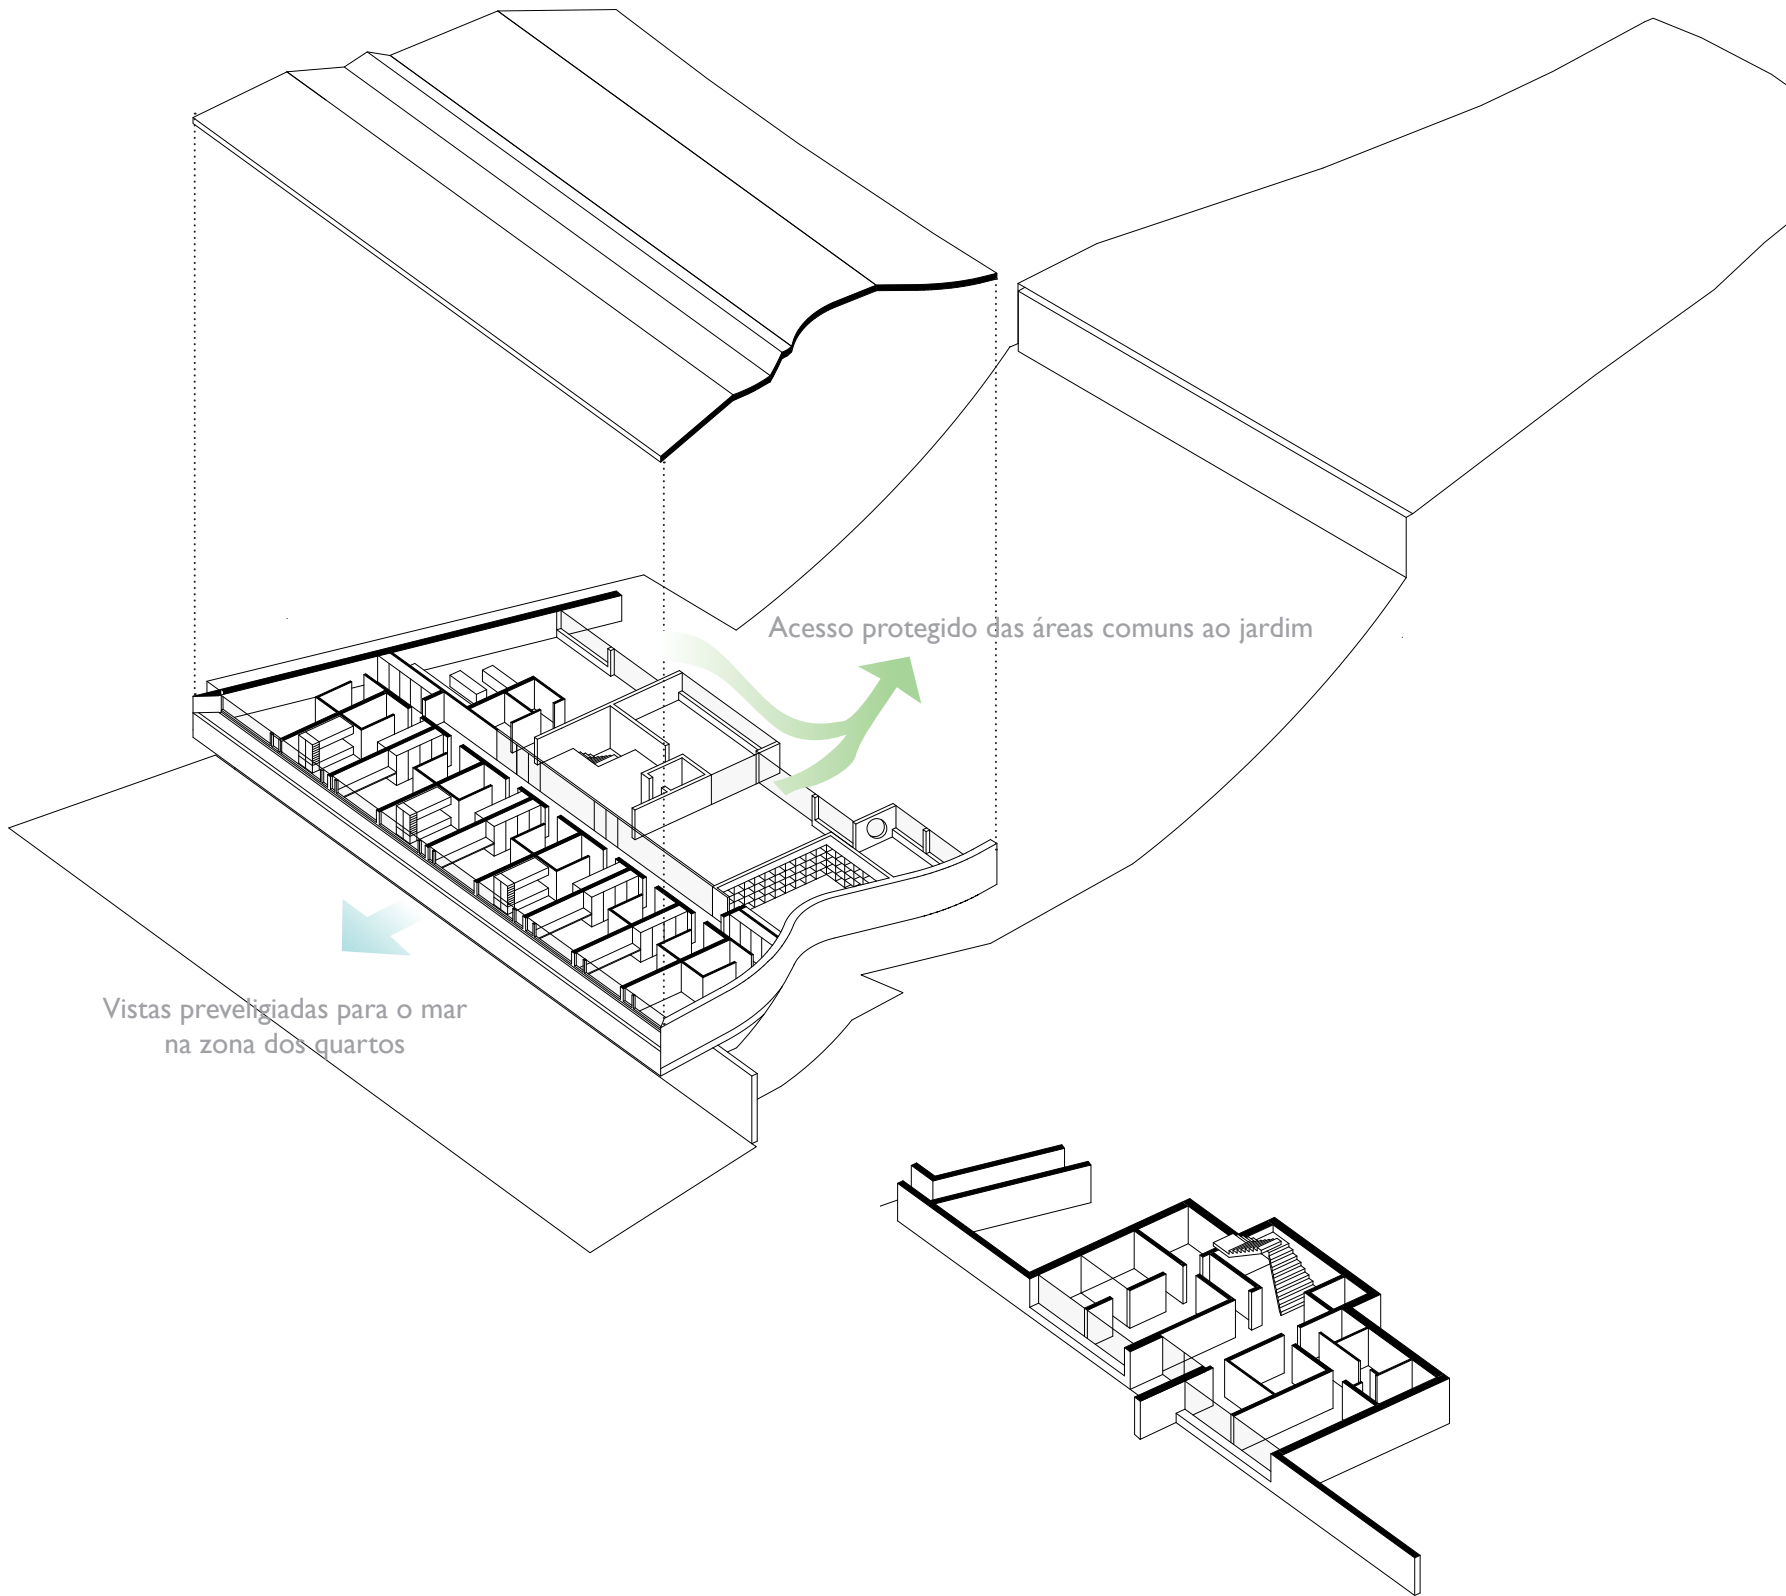 Acesso protegido das áreas comuns ao jardim
Vistas preveligiadas para o mar
na zona dos quartos